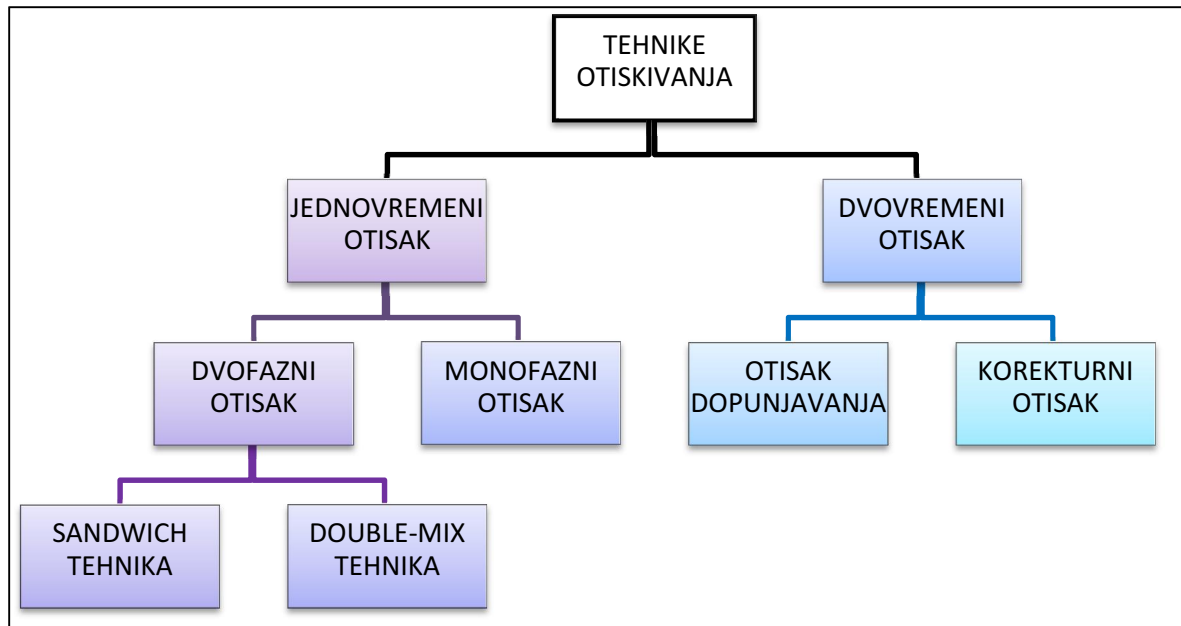 TEHNIKE
OTISKIVANJA
JEDNOVREMENI
OTISAK
DVOVREMENI
OTISAK
DVOFAZNI
OTISAK
MONOFAZNI
OTISAK
OTISAK
DOPUNJAVANJA
KOREKTURNI
OTISAK
SANDWICH
TEHNIKA
DOUBLE-MIX
TEHNIKA